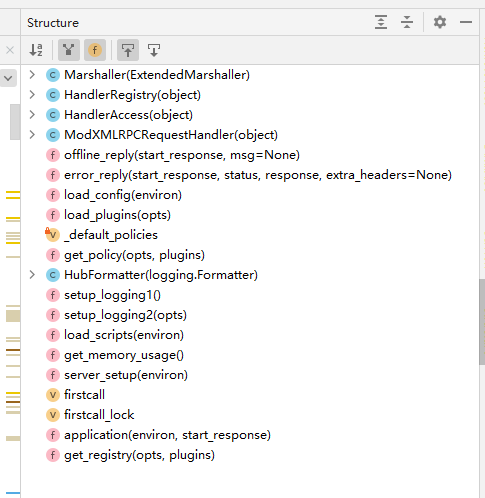 Structure
Marshaller(ExtendedMarshaller)
HandlerRegistry(object)
HandlerAccess(object)
ModXMLRPCRequestHandler(object)
offline_reply(start_response, msg=None)
error_reply(start_response, status, response, extra_headers=None)
load_config(environ)
load_plugins(opts)
_default_policies
get_policy(opts, plugins)
HubFormatter(logging.Formatter)
setup_logging1()
setup_logging2(opts)
load_scripts(environ)
get_memory_usage()
server_setup(environ)
firstcall
firstcall_lock
application(environ, start_response)
get_registry(opts, plugins)